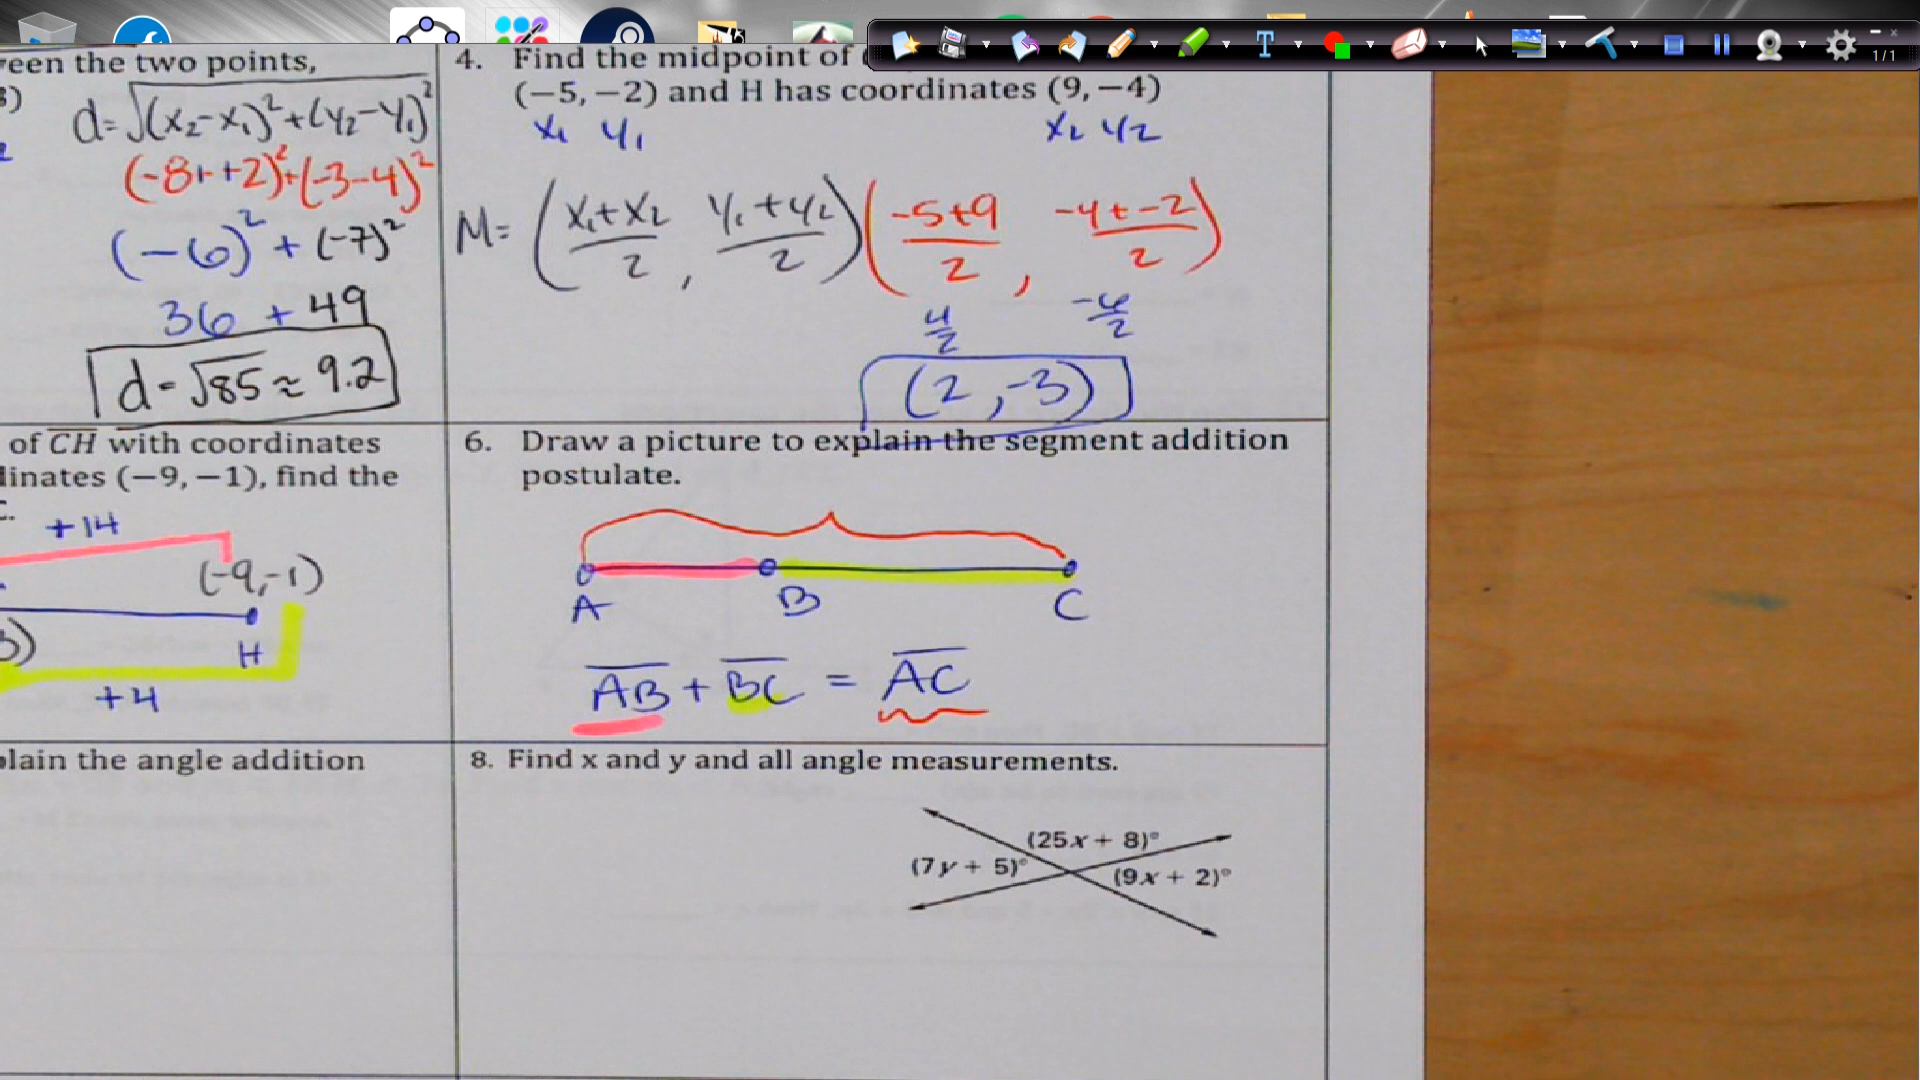 een the two points,
d=√(x₂-x₁)²+(y₂-y₁)²
(-8+ +2)²+(-3-4)²
(-6)² + (-7)²
36 + 49
d=√85≈9.2
4. Find the midpoint of
(−5, −2) and H has coordinates (9, −4)
x₁ y₁ x₂ y₂
M= (x₁+x₂/2 , y₁+y₂/2) (-5+9/2 , -4+-2/2)
4/2 -6/2
(2,-3)
of CH with coordinates
inates (−9, −1), find the
+14
(-9,-1)
H
+4
6. Draw a picture to explain the segment addition
postulate.
A B C
AB + BC = AC
lain the angle addition
8. Find x and y and all angle measurements.
(25x + 8)°
(7y + 5)°
(9x + 2)°
T
1/1